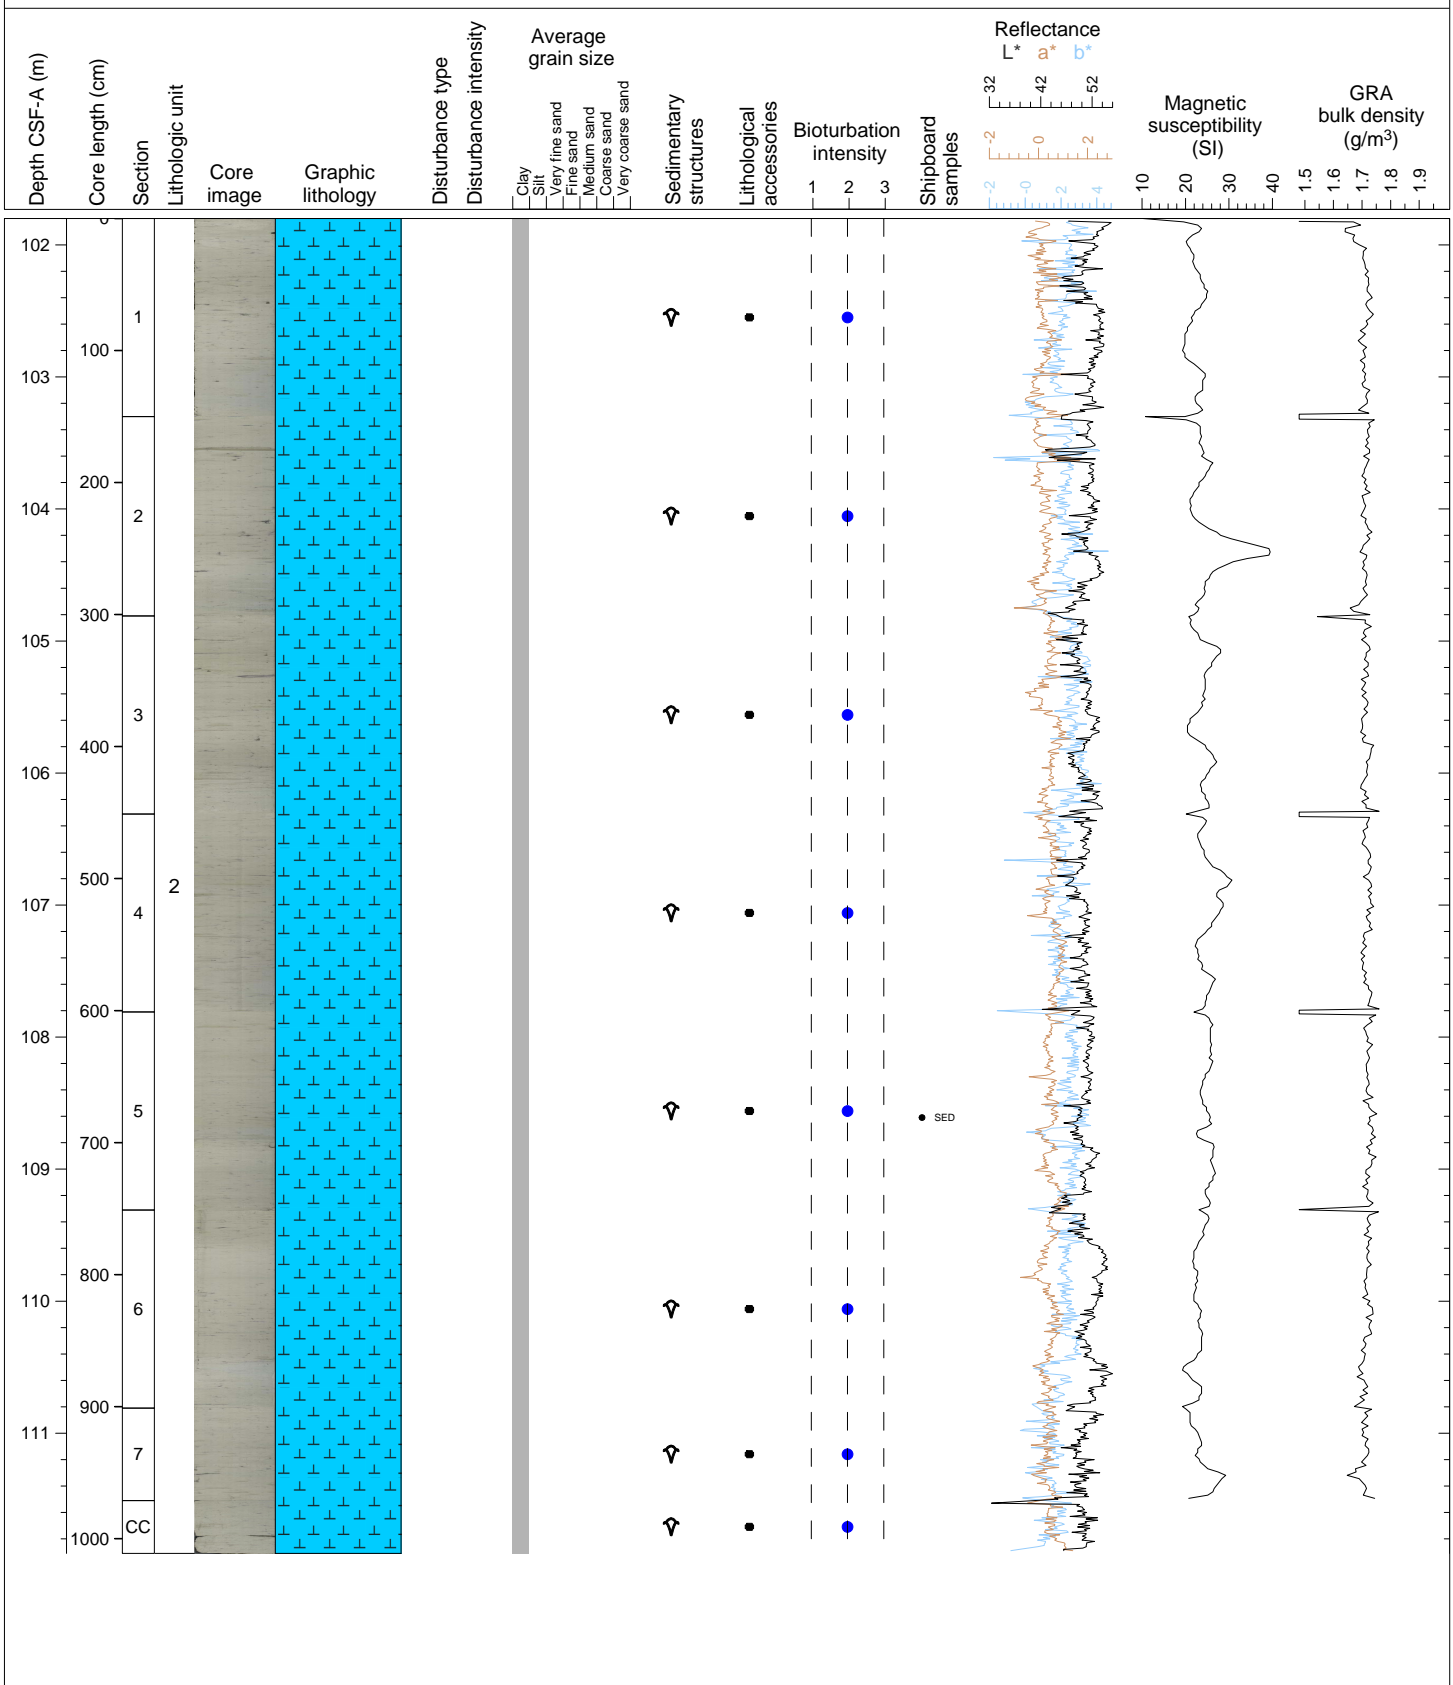 Depth CSF-A (m)
Core length (cm)
Section
Lithologic unit
Core
image
Graphic
lithology
Disturbance type
Disturbance intensity
Average
grain size
Clay
Silt
Very fine sand
Fine sand
Medium sand
Coarse sand
Very coarse sand
Sedimentary
structures
Lithological
accessories
Bioturbation
intensity
1 2 3
Shipboard
samples
Reflectance
L* a* b*
32 42 52
-2 0 2
-2 -0 2 4
Magnetic
susceptibility
(SI)
10 20 30 40
GRA
bulk density
(g/m3)
1.5 1.6 1.7 1.8 1.9
0
102
1
100
103
200
104
2
300
105
3
400
106
500
2
107
4
600
108
5
SED
700
109
800
110
6
900
111
7
CC
1000